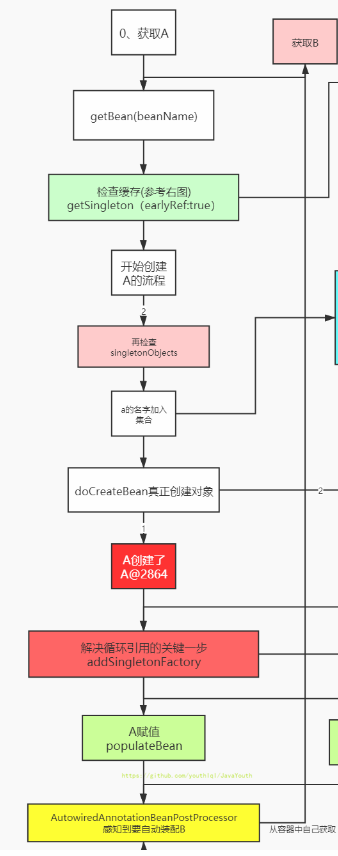 0、获取A
获取B
getBean(beanName)
检查缓存(参考右图)
getSingleton（earlyRef:true）
开始创建
A的流程
2
再检查
singletonObjects
a的名字加入
集合
doCreateBean真正创建对象
2
1
A创建了
A@2864
解决循环引用的关键一步
addSingletonFactory
A赋值
populateBean
https://github.com/youthlql/JavaYouth
AutowiredAnnotationBeanPostProcessor
感知到要自动装配B
从容器中自己获取